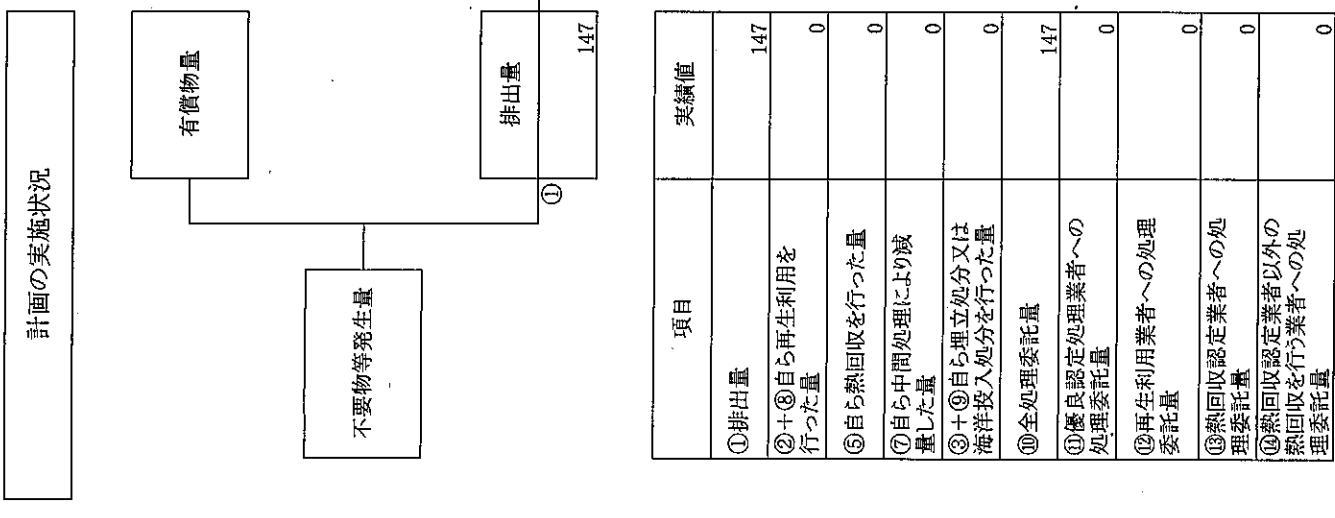 計画の実施状況
不要物等発生量
有償物量
①
排出量
147
項目
実績値
①排出量
147
②+⑧自ら再生利用を
行った量
0
⑤自ら熱回収を行った量
0
⑦自ら中間処理により減
量した量
0
③+⑨自ら埋立処分又は
海洋投入処分を行った量
0
⑩全処理委託量
147
⑪優良認定処理業者への
処理委託量
0
⑫再生利用業者への処理
委託量
0
⑬熱回収認定業者への処
理委託量
0
⑭熱回収認定業者以外の
熱回収を行う業者への処
理委託量
0